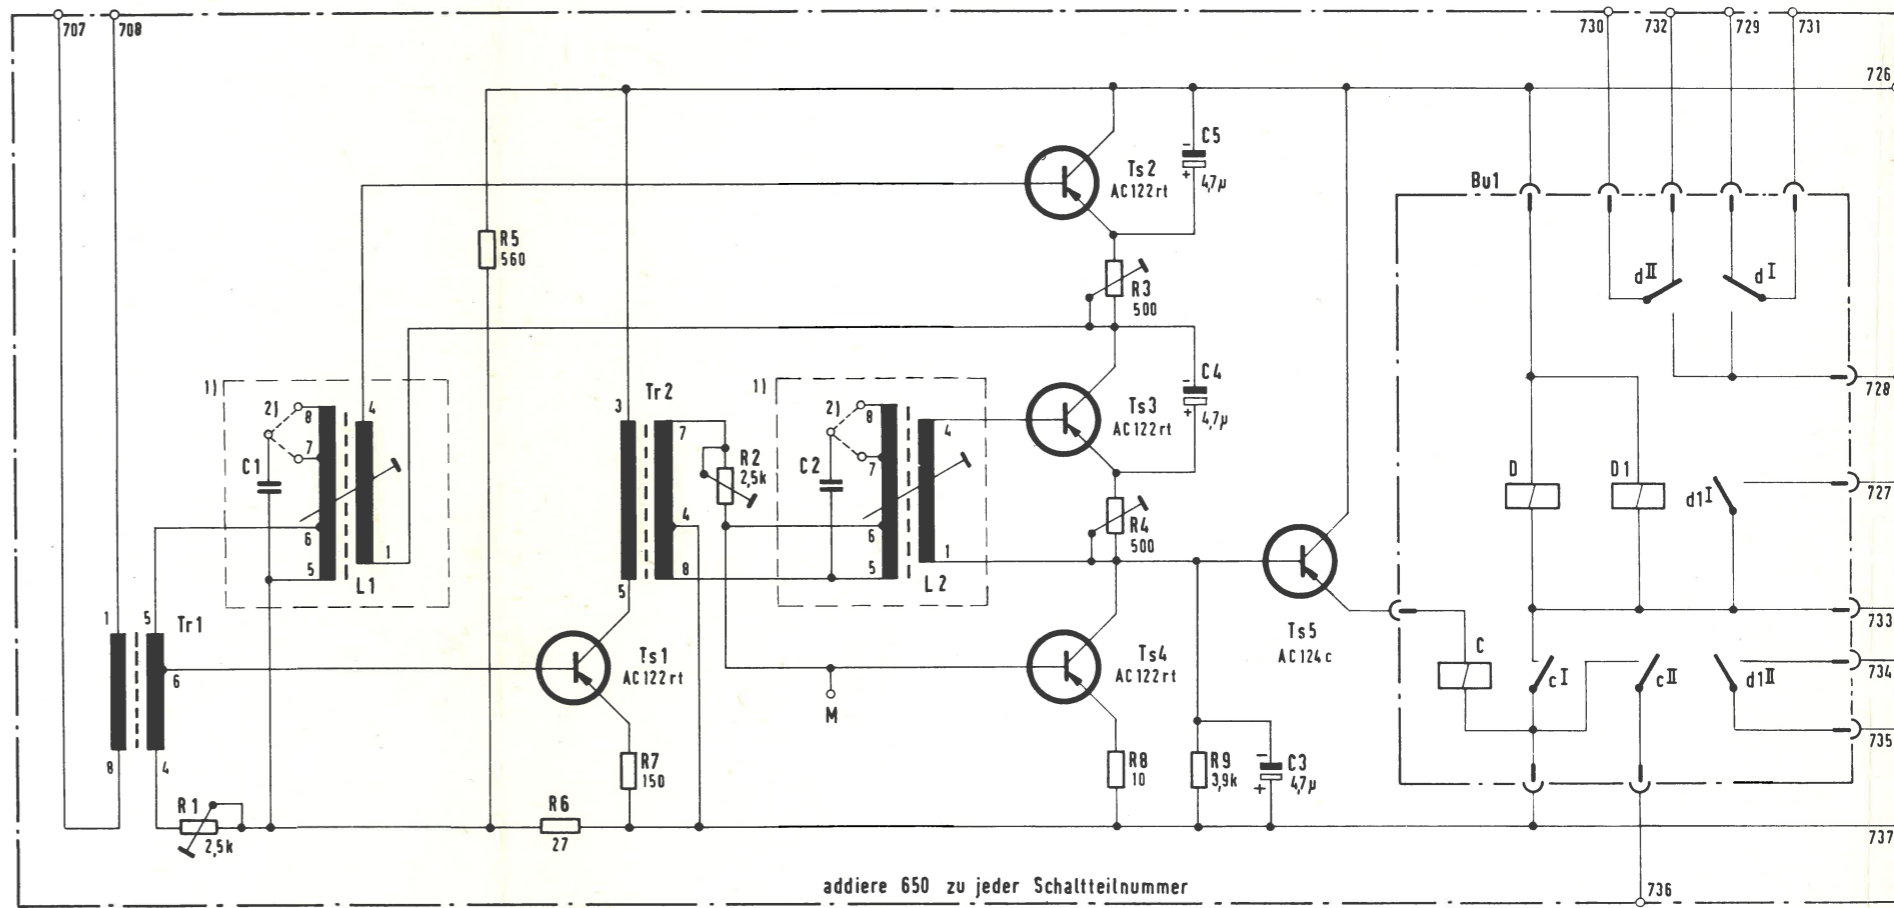 707
708
730
732
729
731
726
C5
Ts2
AC122rt
4,7µ
+
Bu1
R5
560
R3
500
dII
dI
1)
1)
728
C4
Ts3
AC122rt
4,7µ
+
2)
8
7
4
C1
6
5
1
L1
Tr2
3
7
R2
2,5k
4
8
5
2)
8
7
4
C2
6
5
1
L2
R4
500
D
D1
d1I
727
733
1
5
Tr1
6
8
4
Ts1
AC122rt
M
Ts4
AC122rt
Ts5
AC124c
C
cI
cII
d1II
734
735
R7
150
R8
10
R9
3,9k
C3
4,7µ
+
R1
2,5k
R6
27
737
addiere 650 zu jeder Schaltteilnummer
736